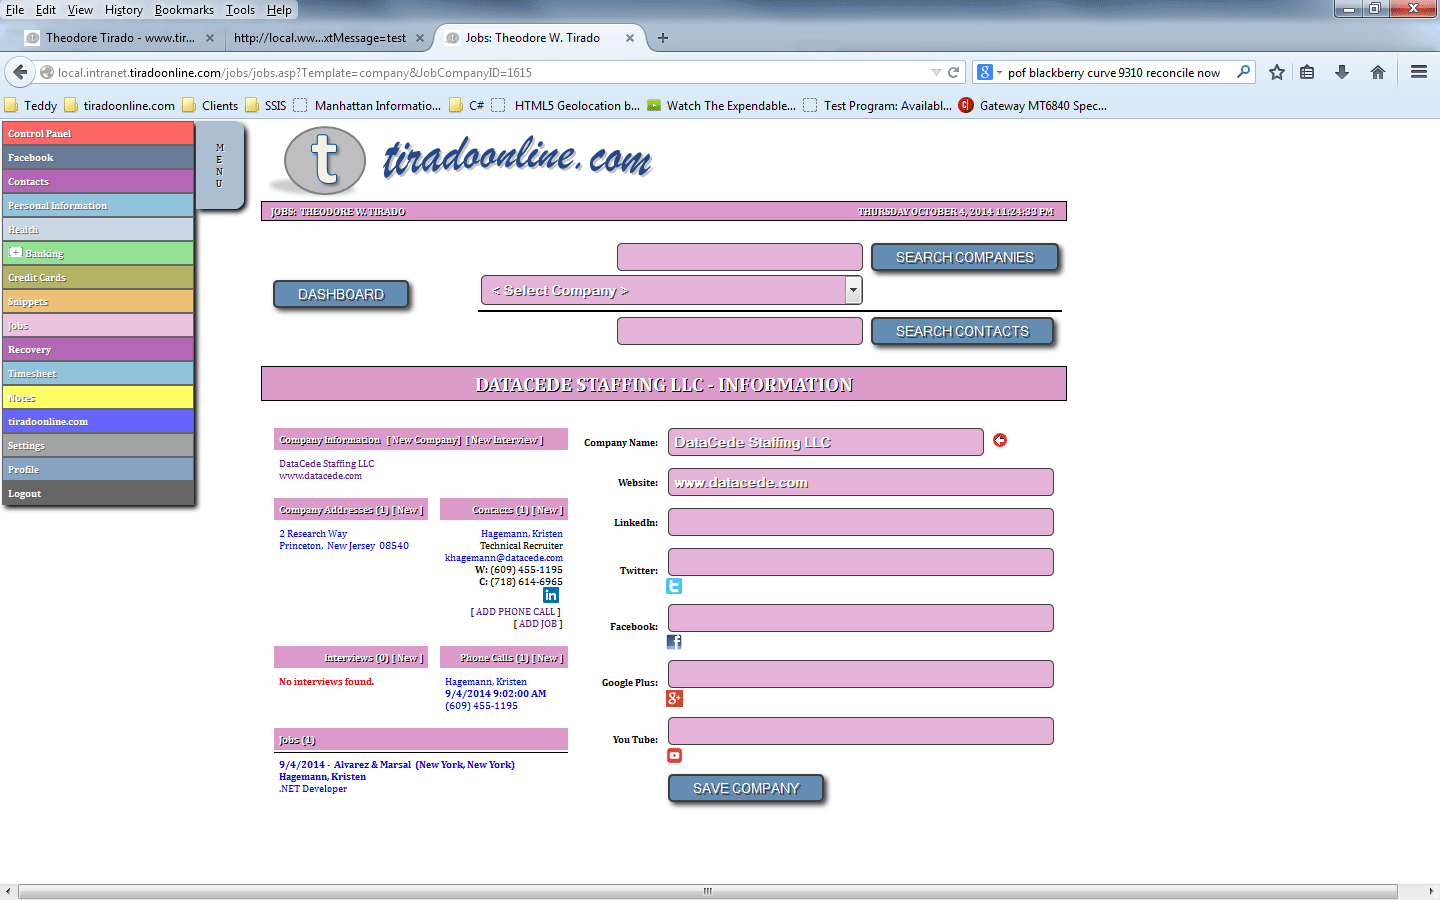 File Edit View History Bookmarks Tools Help
Theodore Tirado - www.tir... × http://local.ww...xtMessage=test × Jobs: Theodore W. Tirado × +
local.intranet.tiradoonline.com/jobs/jobs.asp?Template=company&JobCompanyID=1615 pof blackberry curve 9310 reconcile now
Teddy tiradoonline.com Clients SSIS Manhattan Informatio... C# HTML5 Geolocation b... Watch The Expendable... Test Program: Availabl... Gateway MT6840 Spec...
Control Panel
Facebook
Contacts
Personal Information
Health
Banking
Credit Cards
Snippets
Jobs
Recovery
Timesheet
Notes
tiradoonline.com
Settings
Profile
Logout
MENU
t tiradoonline.com
JOBS: THEODORE W. TIRADO THURSDAY OCTOBER 4, 2014 11:24:33 PM
SEARCH COMPANIES
DASHBOARD < Select Company >
SEARCH CONTACTS
DATACEDE STAFFING LLC - INFORMATION
Company Information [ New Company] [ New Interview ]
DataCede Staffing LLC
www.datacede.com
Company Addresses (1) [ New ]
2 Research Way
Princeton, New Jersey 08540
Contacts (1) [ New ]
Hagemann, Kristen
Technical Recruiter
khagemann@datacede.com
W: (609) 455-1195
C: (718) 614-6965
in
[ ADD PHONE CALL ]
[ ADD JOB ]
Interviews (0) [ New ]
No interviews found.
Phone Calls (1) [ New ]
Hagemann, Kristen
9/4/2014 9:02:00 AM
(609) 455-1195
Jobs (1)
9/4/2014 - Alvarez & Marsal (New York, New York)
Hagemann, Kristen
.NET Developer
Company Name: DataCede Staffing LLC
Website: www.datacede.com
LinkedIn:
Twitter:
Facebook:
Google Plus:
You Tube:
SAVE COMPANY